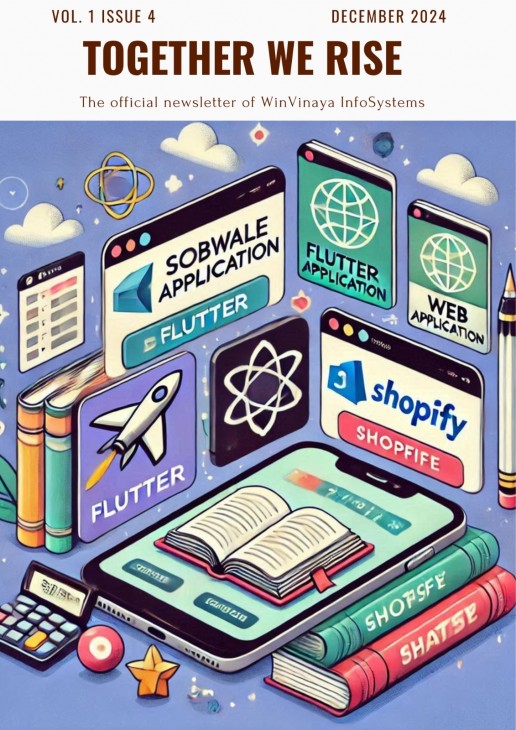 VOL. 1 ISSUE 4
DECEMBER 2024
TOGETHER WE RISE
The official newsletter of WinVinaya InfoSystems
SOBWALE
APPLICATION
FLUTTER
FLUTTER
APPLICATION
WEB
APPLICATION
shopify
SHOPFIFE
FLUTTER
SHOPSFE
SHATSE